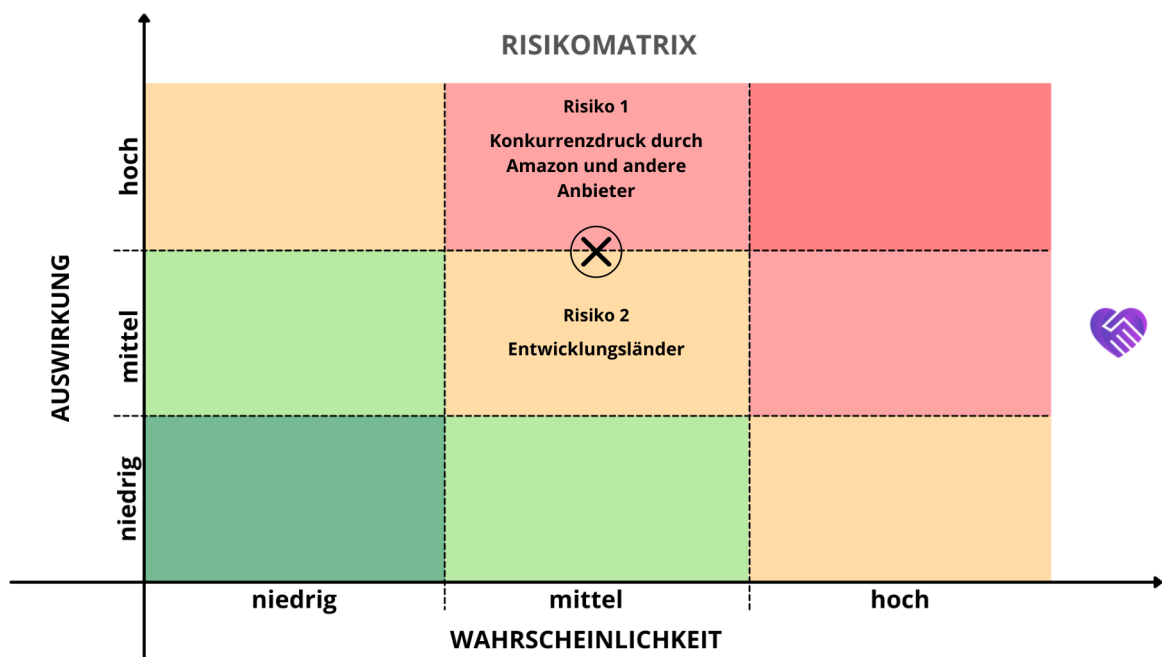 RISIKOMATRIX
Risiko 1
Konkurrenzdruck durch
Amazon und andere
Anbieter
Risiko 2
Entwicklungsländer
AUSWIRKUNG
hoch
mittel
niedrig
niedrig
mittel
hoch
WAHRSCHEINLICHKEIT